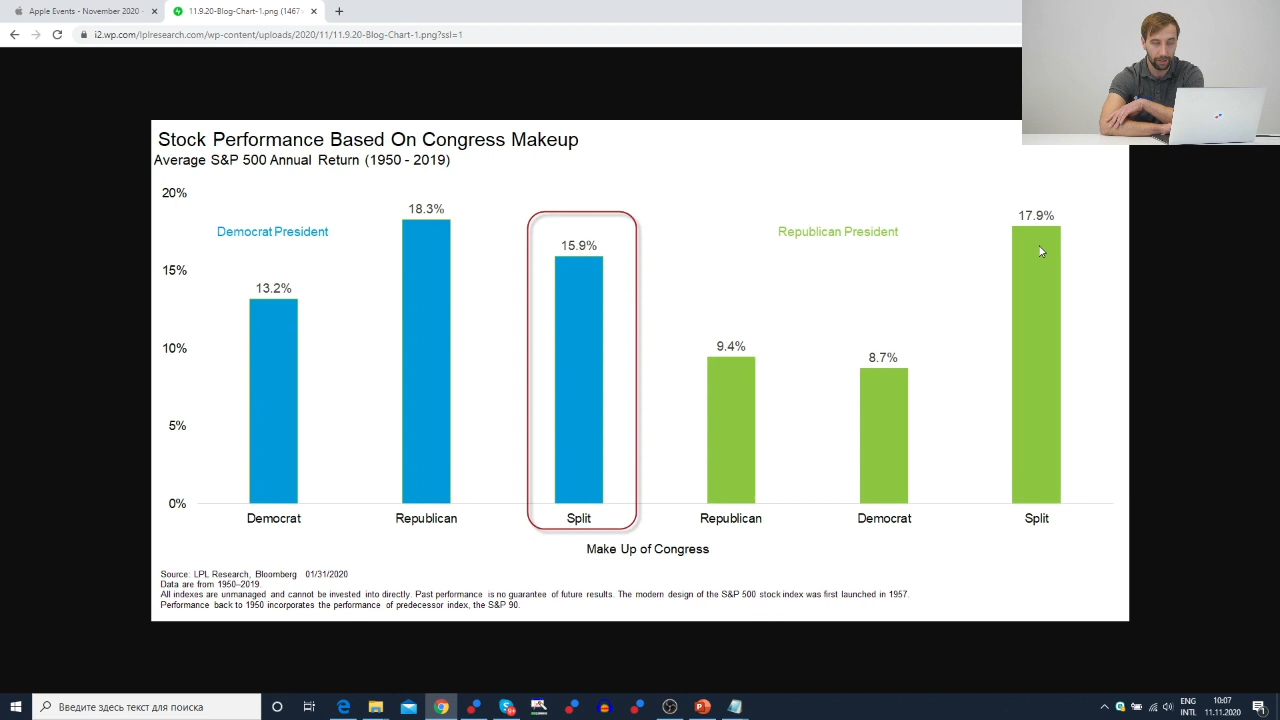 Apple Events - November 2020 -
11.9.20-Blog-Chart-1.png (1467×
i2.wp.com/lplresearch.com/wp-content/uploads/2020/11/11.9.20-Blog-Chart-1.png?ssl=1
Stock Performance Based On Congress Makeup
Average S&P 500 Annual Return (1950 - 2019)
20%
15%
10%
5%
0%
Democrat President
Republican President
13.2%
18.3%
15.9%
9.4%
8.7%
17.9%
Democrat
Republican
Split
Republican
Democrat
Split
Make Up of Congress
Source: LPL Research, Bloomberg 01/31/2020
Data are from 1950–2019.
All indexes are unmanaged and cannot be invested into directly. Past performance is no guarantee of future results. The modern design of the S&P 500 stock index was first launched in 1957.
Performance back to 1950 incorporates the performance of predecessor index, the S&P 90.
Введите здесь текст для поиска
ENG
INTL
10:07
11.11.2020